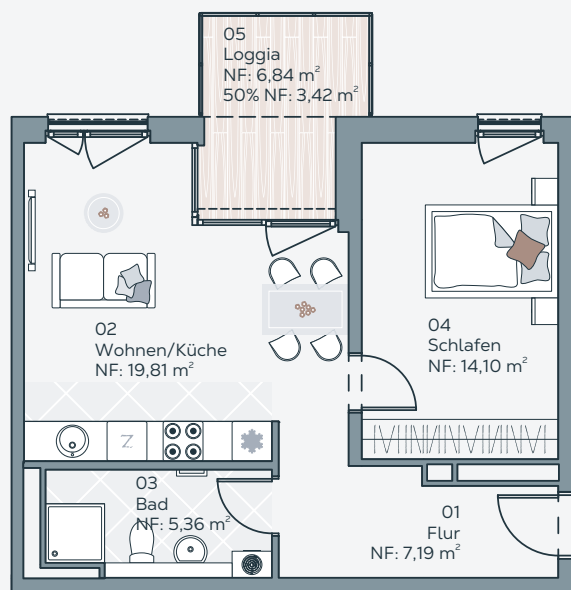 05
Loggia
NF: 6,84 m²
50% NF: 3,42 m²
02
Wohnen/Küche
NF: 19,81 m²
04
Schlafen
NF: 14,10 m²
Z
03
Bad
NF: 5,36 m²
01
Flur
NF: 7,19 m²